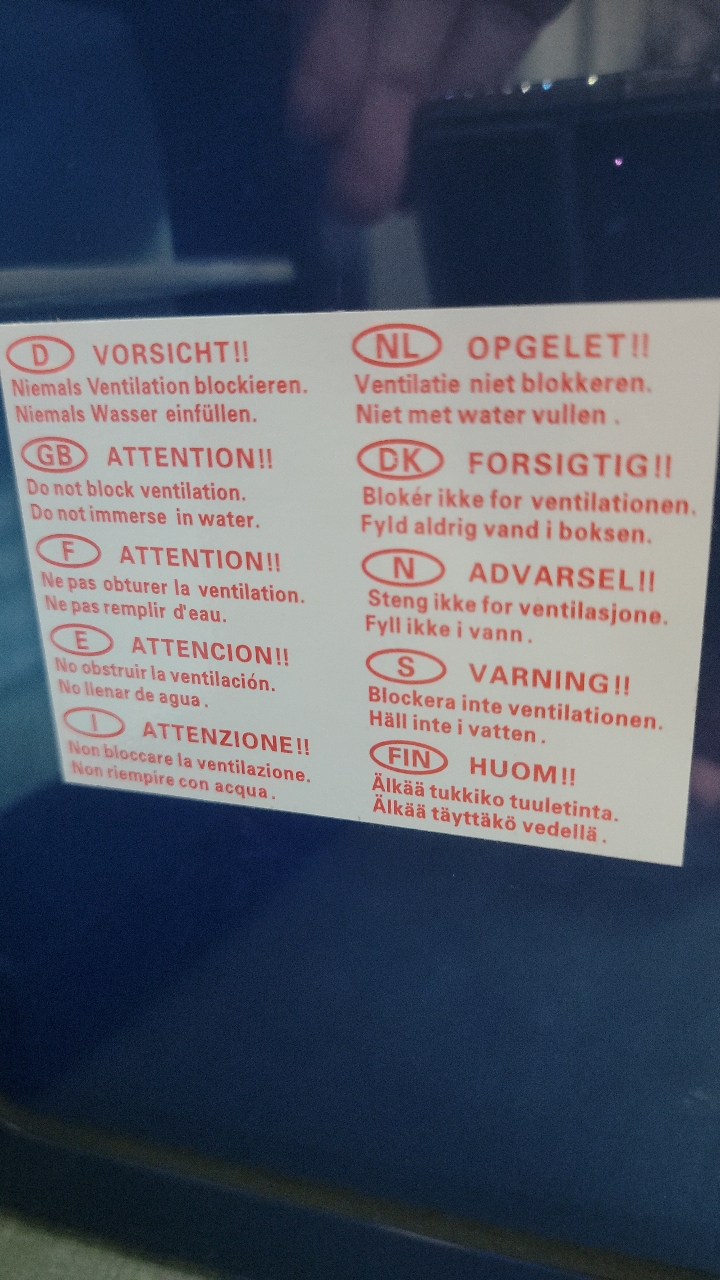 D VORSICHT!!
Niemals Ventilation blockieren.
Niemals Wasser einfüllen.
GB ATTENTION!!
Do not block ventilation.
Do not immerse in water.
F ATTENTION!!
Ne pas obturer la ventilation.
Ne pas remplir d'eau.
E ATTENCION!!
No obstruir la ventilación.
No llenar de agua.
I ATTENZIONE!!
Non bloccare la ventilazione.
Non riempire con acqua.
NL OPGELET!!
Ventilatie niet blokkeren.
Niet met water vullen.
DK FORSIGTIG!!
Blokér ikke for ventilationen.
Fyld aldrig vand i boksen.
N ADVARSEL!!
Steng ikke for ventilasjone.
Fyll ikke i vann.
S VARNING!!
Blockera inte ventilationen.
Häll inte i vatten.
FIN HUOM!!
Älkää tukkiko tuuletinta.
Älkää täyttäkö vedellä.